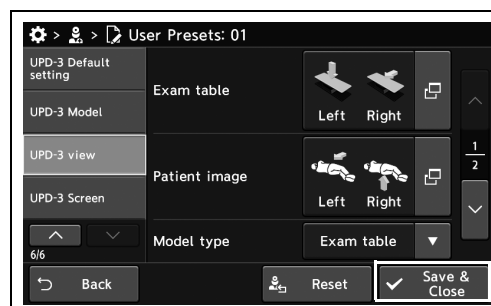 > > User Presets: 01
UPD-3 Default
setting
UPD-3 Model
UPD-3 view
UPD-3 Screen
6/6
Exam table
Left Right
Patient image
Left Right
Model type
Exam table
1
2
Back
Reset
Save &
Close